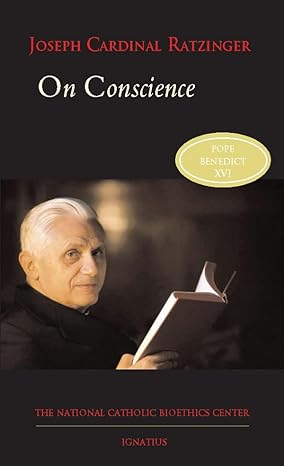 JOSEPH CARDINAL RATZINGER
On Conscience
POPE
BENEDICT
XVI
THE NATIONAL CATHOLIC BIOETHICS CENTER
IGNATIUS